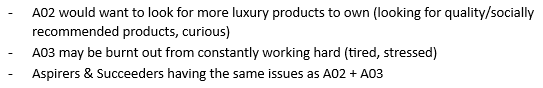 - A02 would want to look for more luxury products to own (looking for quality/socially
recommended products, curious)
- A03 may be burnt out from constantly working hard (tired, stressed)
- Aspirers & Succeeders having the same issues as A02 + A03